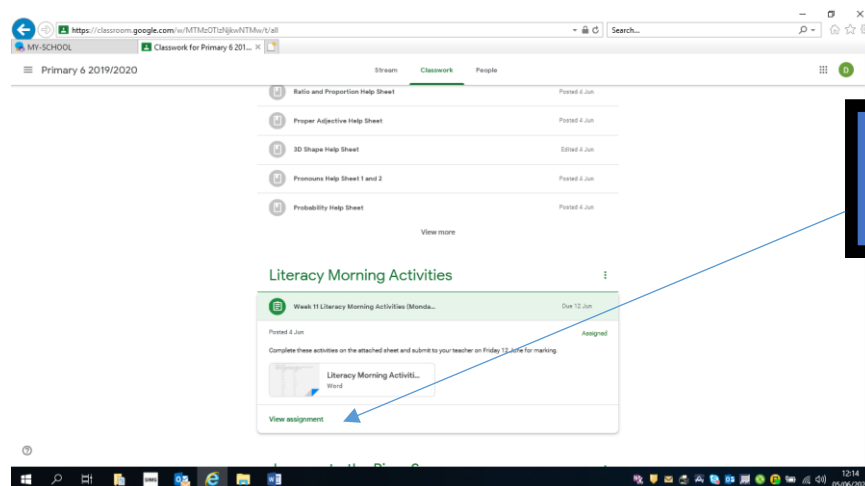 https://classroom.google.com/w/MTMzOTIzNjkwNTMw/t/all
Search...
MY-SCHOOL
Classwork for Primary 6 201...
Primary 6 2019/2020
Stream Classwork People
D
Ratio and Proportion Help Sheet Posted 4 Jun
Proper Adjective Help Sheet Posted 4 Jun
3D Shape Help Sheet Edited 4 Jun
Pronouns Help Sheet 1 and 2 Posted 4 Jun
Probability Help Sheet Posted 4 Jun
View more
Literacy Morning Activities
Week 11 Literacy Morning Activities (Monda... Due 12 Jun
Posted 4 Jun Assigned
Complete these activities on the attached sheet and submit to your teacher on Friday 12 June for marking.
Literacy Morning Activiti...
Word
View assignment
12:14